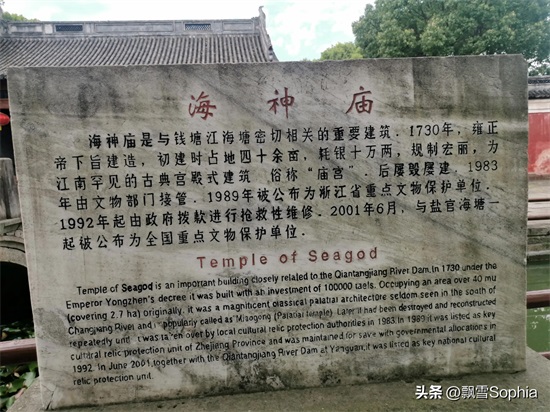 海神庙
海神庙是与钱塘江海塘密切相关的重要建筑．1730年，雍正
帝下旨建造，初建时占地四十余亩，耗银十万两，规制宏丽，为
江南罕见的古典宫殿式建筑，俗称“庙宫”．后屡毁屡建．1983
年由文物部门接管．1989年被公布为浙江省重点文物保护单位．
1992年起由政府拨款进行抢救性维修．2001年6月，与盐官海塘一
起被公布为全国重点文物保护单位．
Temple of Seagod
Temple of Seagod is an important building closely related to the Qiantangjiang River Dam. In 1730 under the
Emperor Yongzhen's decree it was built with an investment of 100000 taels. Occupying an area over 40 mu
(covering 2.7 ha) originally, it was a magnificent classical palatial architecture seldom seen in the south of
Changjiang River and popularly called as "Miaogong (Palatial Temple). Later it had been destroyed and reconstructed
repeatedly until it was taken over by local cultural relic protection authorities in 1983. In 1989 it was listed as key
cultural relic protection unit of Zhejiang Province and was maintained for save with governmental allocations in
1992. In June 2001, together with the Qiantangjiang River Dam at Yanguan, it was listed as key national cultural
relic protection unit.
头条 @飘雪Sophia